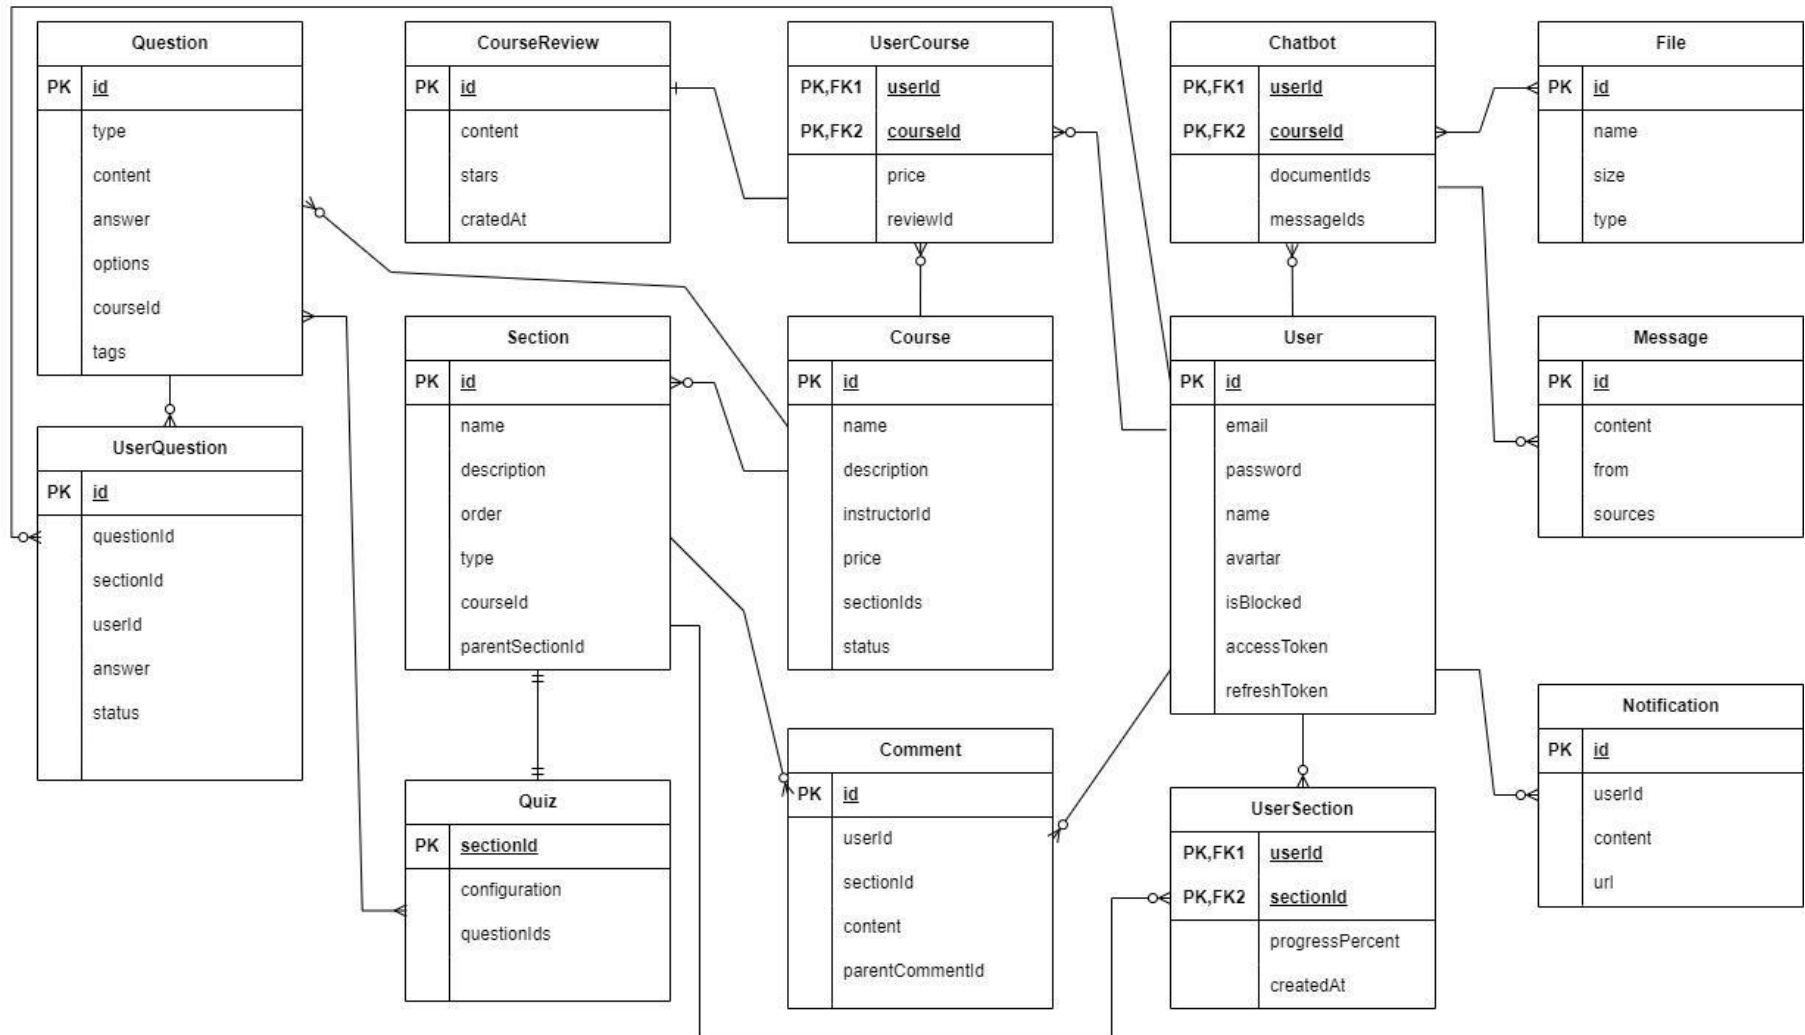 Question
PK id
type
content
answer
options
courseId
tags
CourseReview
PK id
content
stars
cratedAt
UserCourse
PK,FK1 userId
PK,FK2 courseId
price
reviewId
Chatbot
PK,FK1 userId
PK,FK2 courseId
documentIds
messageIds
File
PK id
name
size
type
UserQuestion
PK id
questionId
sectionId
userId
answer
status
Section
PK id
name
description
order
type
courseId
parentSectionId
Course
PK id
name
description
instructorId
price
sectionIds
status
User
PK id
email
password
name
avartar
isBlocked
accessToken
refreshToken
Message
PK id
content
from
sources
Quiz
PK sectionId
configuration
questionIds
Comment
PK id
userId
sectionId
content
parentCommentId
UserSection
PK,FK1 userId
PK,FK2 sectionId
progressPercent
createdAt
Notification
PK id
userId
content
url